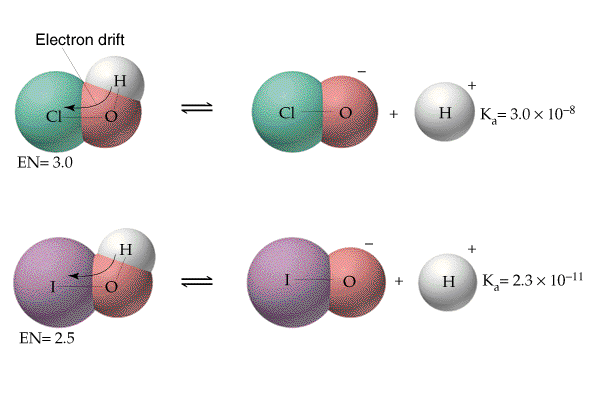 Electron drift
H
Cl O
EN= 3.0
Cl O − + H + Kₐ= 3.0 × 10⁻⁸
H
I O
EN= 2.5
I O − + H + Kₐ= 2.3 × 10⁻¹¹